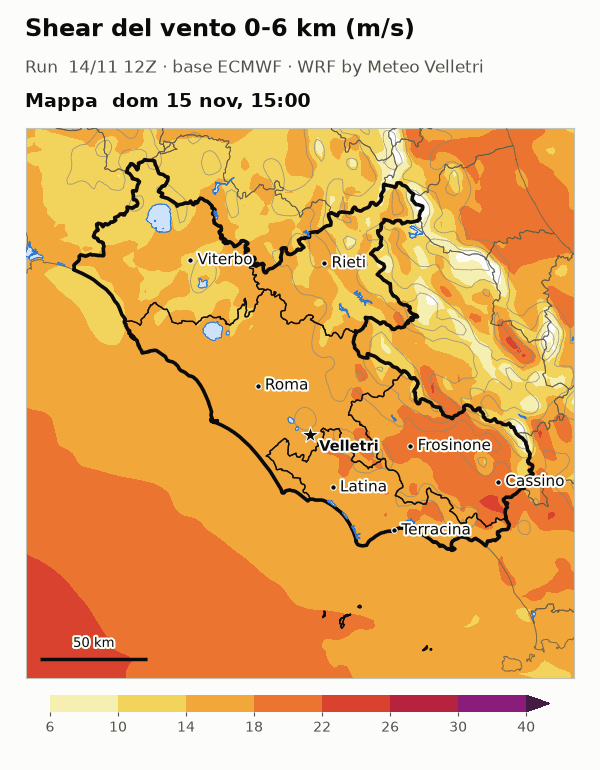 Shear del vento 0-6 km (m/s)
Run 14/11 12Z · base ECMWF · WRF by Meteo Velletri
Mappa dom 15 nov, 15:00
Viterbo
Rieti
Roma
Velletri
Frosinone
Latina
Cassino
Terracina
50 km
6 10 14 18 22 26 30 40